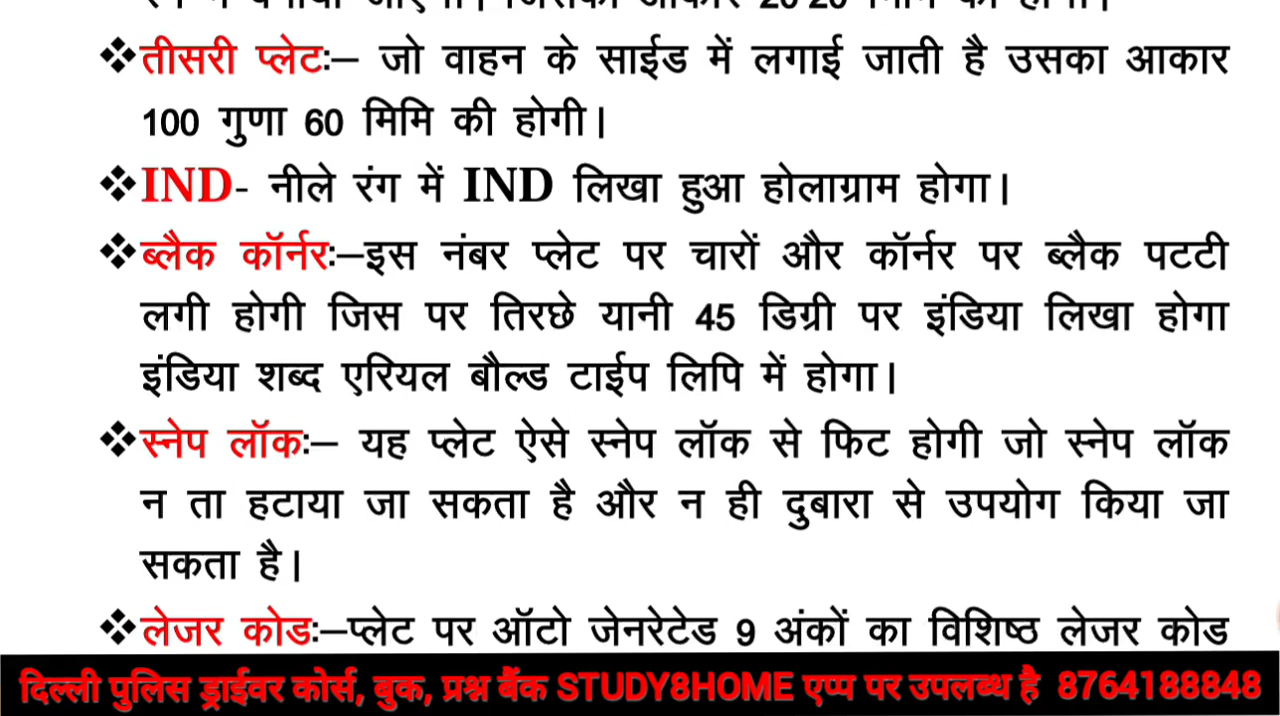 ❖तीसरी प्लेटः– जो वाहन के साईड में लगाई जाती है उसका आकार
100 गुणा 60 मिमि की होगी।
❖IND- नीले रंग में IND लिखा हुआ होलाग्राम होगा।
❖ब्लैक कॉर्नरः–इस नंबर प्लेट पर चारों और कॉर्नर पर ब्लैक पटटी
लगी होगी जिस पर तिरछे यानी 45 डिग्री पर इंडिया लिखा होगा
इंडिया शब्द एरियल बौल्ड टाईप लिपि में होगा।
❖स्नेप लॉकः– यह प्लेट ऐसे स्नेप लॉक से फिट होगी जो स्नेप लॉक
न ता हटाया जा सकता है और न ही दुबारा से उपयोग किया जा
सकता है।
❖लेजर कोडः–प्लेट पर ऑटो जेनरेटेड 9 अंकों का विशिष्ठ लेजर कोड
दिल्ली पुलिस ड्राईवर कोर्स, बुक, प्रश्न बैंक STUDY8HOME एप्प पर उपलब्ध है 8764188848